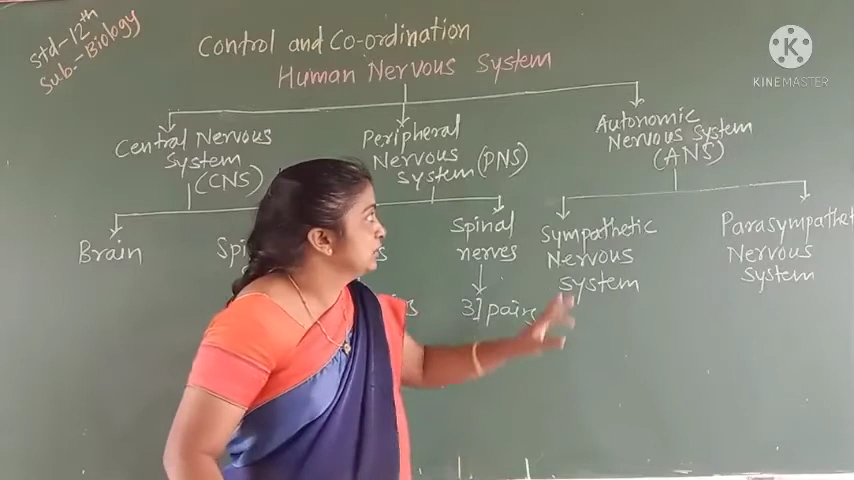 Std-12th
Sub.-Biology
Control and Co-ordination
Human Nervous System
Central Nervous
System
(CNS)
Peripheral
Nervous
System (PNS)
Autonomic
Nervous System
(ANS)
Brain
Spinal
nerves
31 pairs
Sympathetic
Nervous
System
Parasympathet
Nervous
System
K
KINEMASTER